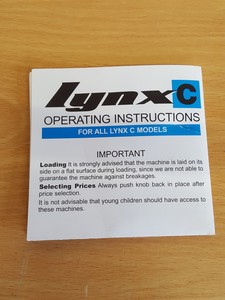 Lynx C
OPERATING INSTRUCTIONS
FOR ALL LYNX C MODELS
IMPORTANT
Loading It is strongly advised that the machine is laid on its
side on a flat surface during loading, since we are not able to
guarantee the machine against breakages.
Selecting Prices Always push knob back in place after
price selection.
It is not advisable that young children should have access to
these machines.